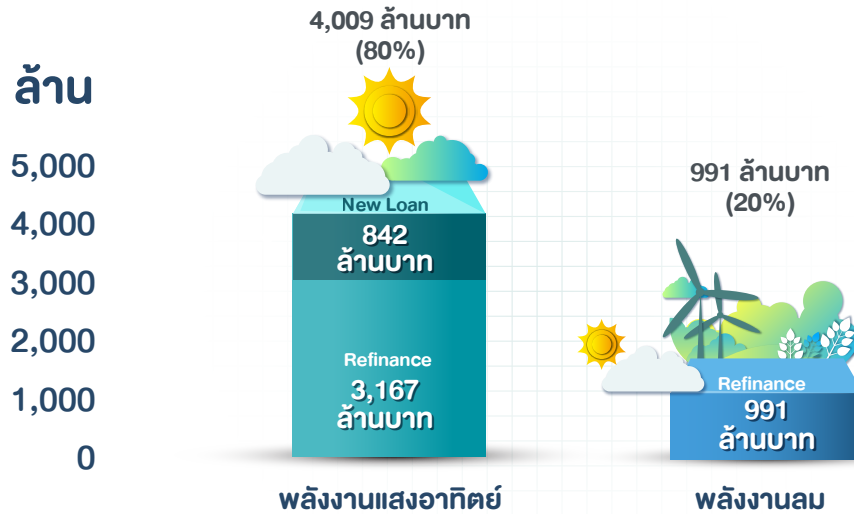 ล้าน
5,000
4,000
3,000
2,000
1,000
0
4,009 ล้านบาท
(80%)
New Loan
842
ล้านบาท
Refinance
3,167
ล้านบาท
พลังงานแสงอาทิตย์
991 ล้านบาท
(20%)
Refinance
991
ล้านบาท
พลังงานลม